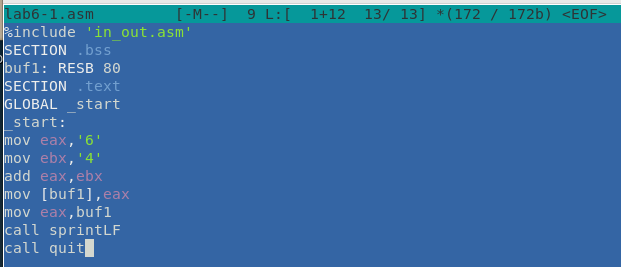 lab6-1.asm [-M--] 9 L:[ 1+12 13/ 13] *(172 / 172b) <EOF>
%include 'in_out.asm'
SECTION .bss
buf1: RESB 80
SECTION .text
GLOBAL _start
_start:
mov eax,'6'
mov ebx,'4'
add eax,ebx
mov [buf1],eax
mov eax,buf1
call sprintLF
call quit